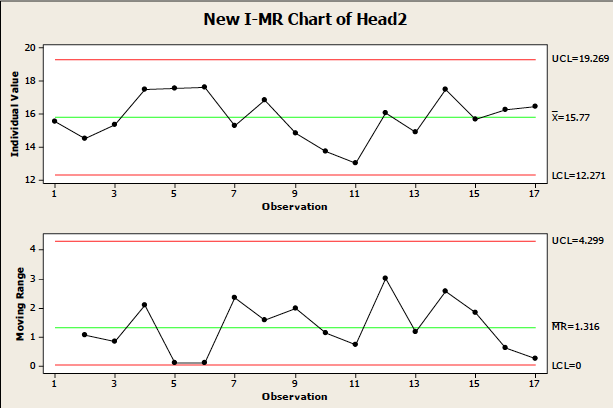 New I-MR Chart of Head2
20
18
16
14
12
Individual Value
UCL=19.269
X̅=15.77
LCL=12.271
1 3 5 7 9 11 13 15 17
Observation
4
3
2
1
0
Moving Range
UCL=4.299
M̅R̅=1.316
LCL=0
1 3 5 7 9 11 13 15 17
Observation